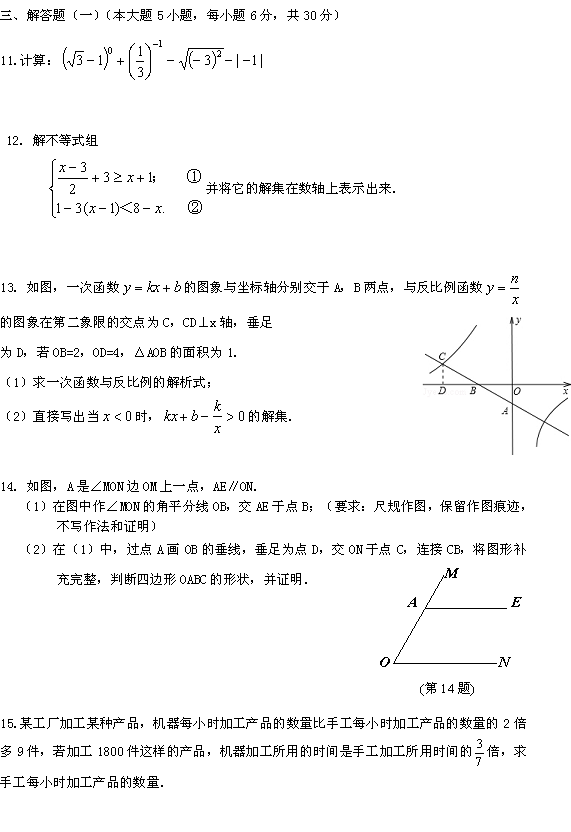 三、解答题（一）（本大题 5 小题，每小题 6 分，共 30 分）
11.计算：(√3－1)⁰＋(1/3)⁻¹－√((－3)²)－|－1|
12. 解不等式组
(x－3)/2＋3≥x＋1； ①
并将它的解集在数轴上表示出来.
1－3(x－1)＜8－x. ②
13. 如图，一次函数 y＝kx＋b 的图象与坐标轴分别交于 A，B 两点，与反比例函数 y＝n/x
的图象在第二象限的交点为 C，CD⊥x 轴，垂足
为 D，若 OB=2，OD=4，△AOB 的面积为 1.
（1）求一次函数与反比例的解析式；
（2）直接写出当 x＜0 时，kx＋b－k/x＞0 的解集.
y
C
D
B
O
x
A
14. 如图，A 是∠MON 边 OM 上一点，AE∥ON.
（1）在图中作∠MON 的角平分线 OB，交 AE 于点 B；（要求：尺规作图，保留作图痕迹，
不写作法和证明）
（2）在（1）中，过点 A 画 OB 的垂线，垂足为点 D，交 ON 于点 C，连接 CB，将图形补
充完整，判断四边形 OABC 的形状，并证明.
M
A
E
O
N
(第 14 题)
15.某工厂加工某种产品，机器每小时加工产品的数量比手工每小时加工产品的数量的 2 倍
多 9 件，若加工 1800 件这样的产品，机器加工所用的时间是手工加工所用时间的 3/7 倍，求
手工每小时加工产品的数量.